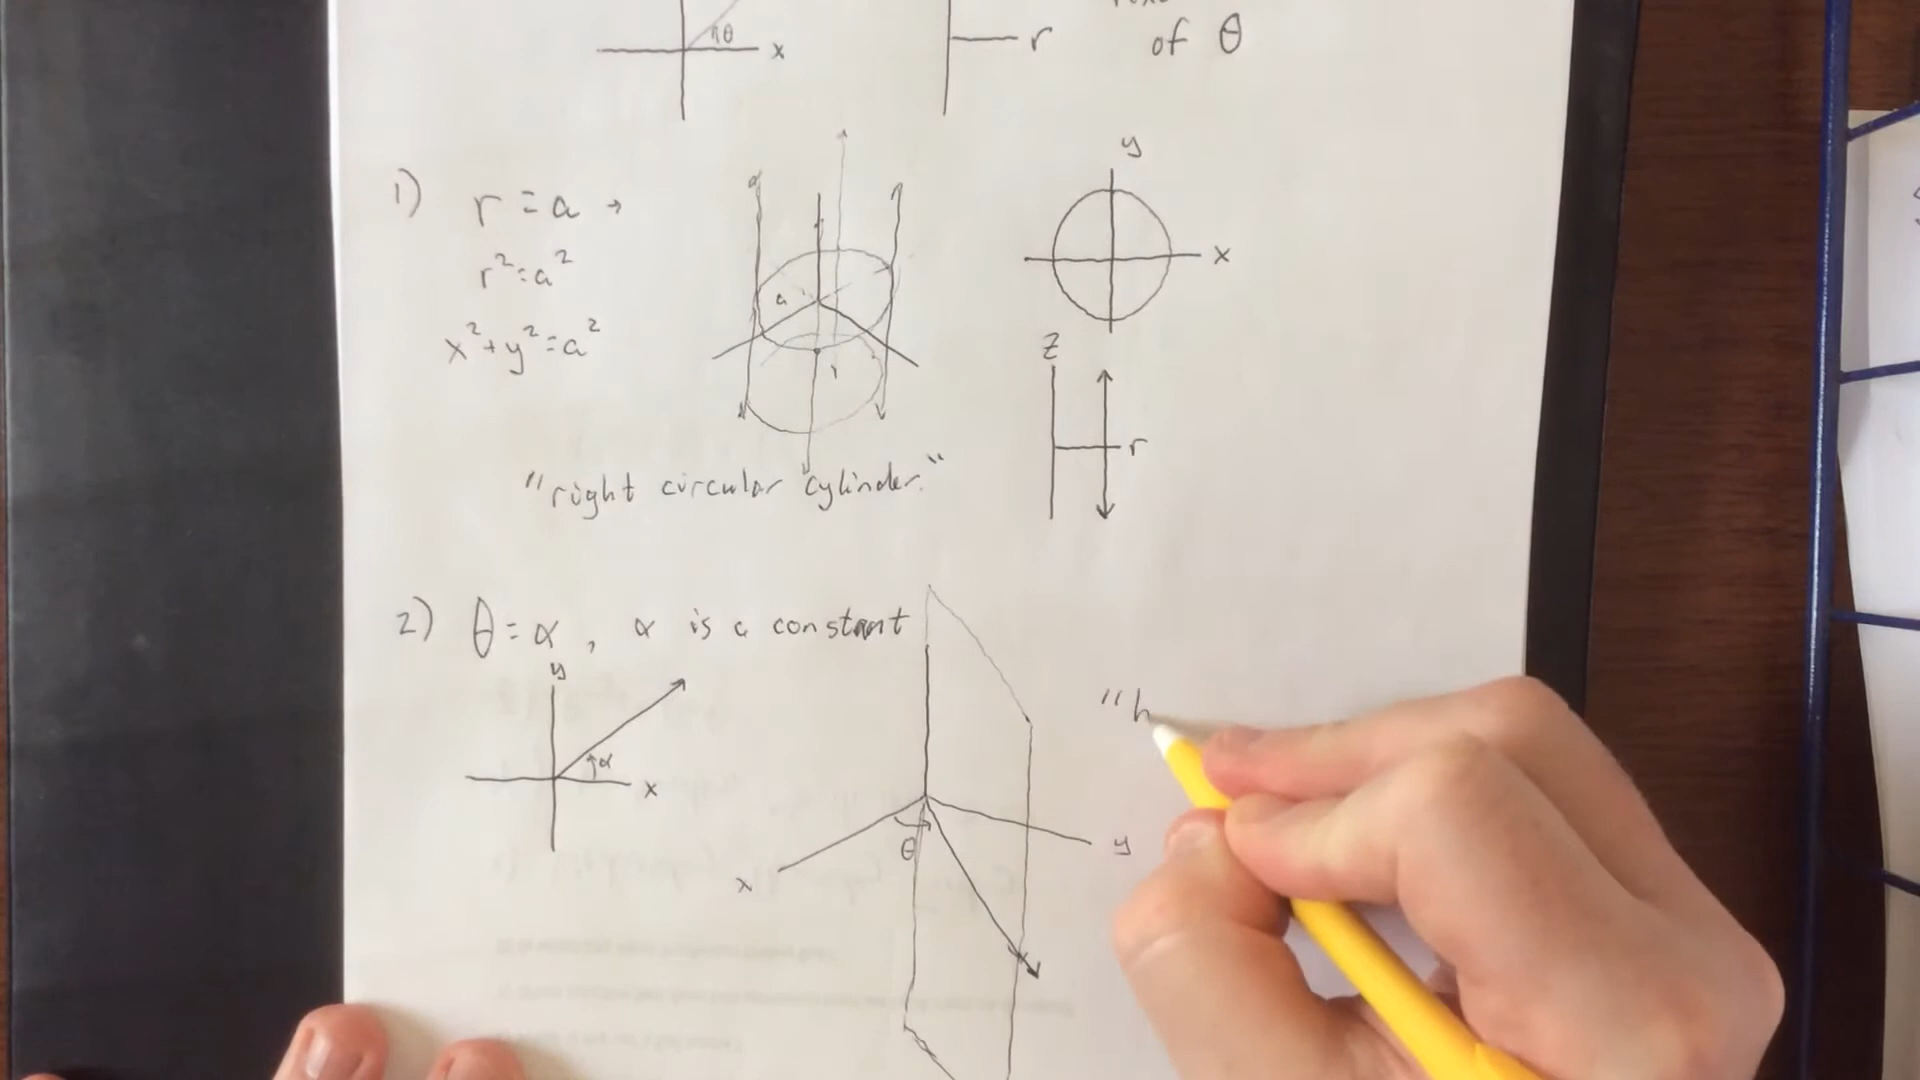 θ x
r
of θ
1) r = a →
r² = a²
x² + y² = a²
a
y
x
z
r
"right circular cylinder."
2) θ = α , α is a constant
y
α
x
θ
x
y
"h